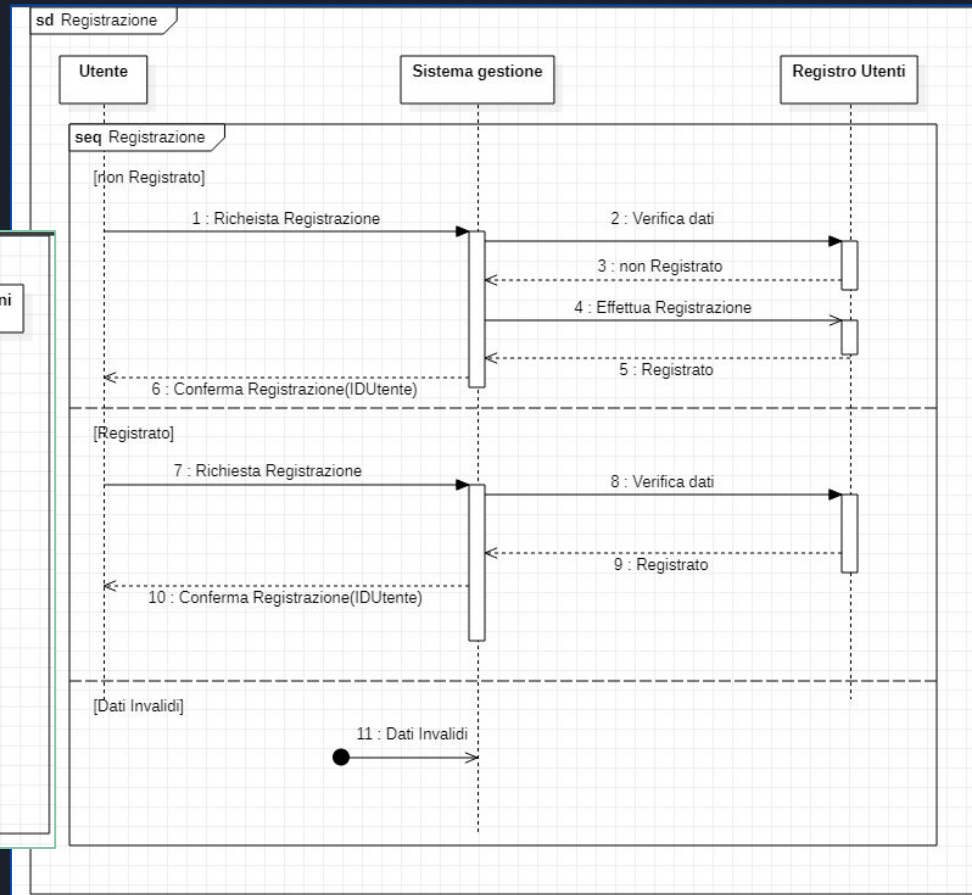 sd Registrazione
Utente
Sistema gestione
Registro Utenti
seq Registrazione
[non Registrato]
1 : Richeista Registrazione
2 : Verifica dati
3 : non Registrato
ni
4 : Effettua Registrazione
5 : Registrato
6 : Conferma Registrazione(IDUtente)
[Registrato]
7 : Richiesta Registrazione
8 : Verifica dati
9 : Registrato
10 : Conferma Registrazione(IDUtente)
[Dati Invalidi]
11 : Dati Invalidi